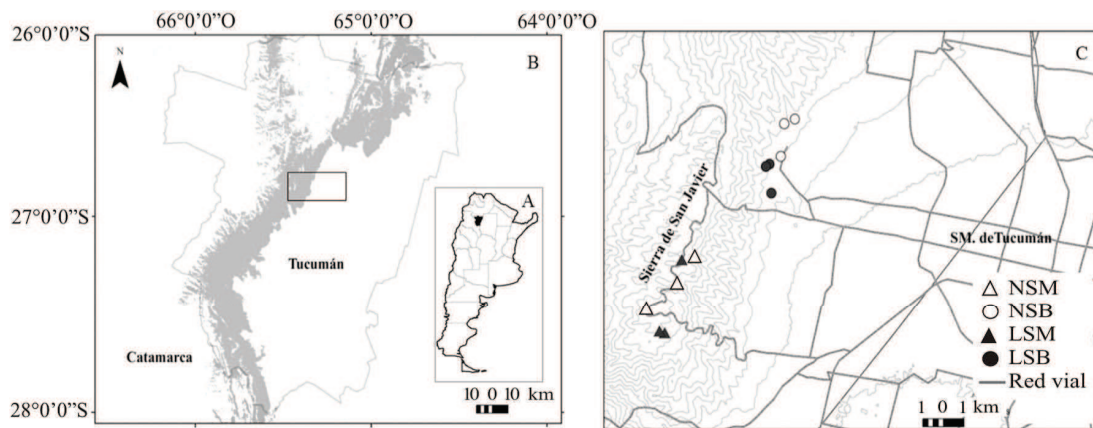 66°0'0"O 65°0'0"O 64°0'0"O
26°0'0"S
27°0'0"S
28°0'0"S
N
B
Tucumán
Catamarca
A
10 0 10 km
C
Sierra de San Javier
SM. deTucumán
NSM
NSB
LSM
LSB
Red vial
1 0 1 km